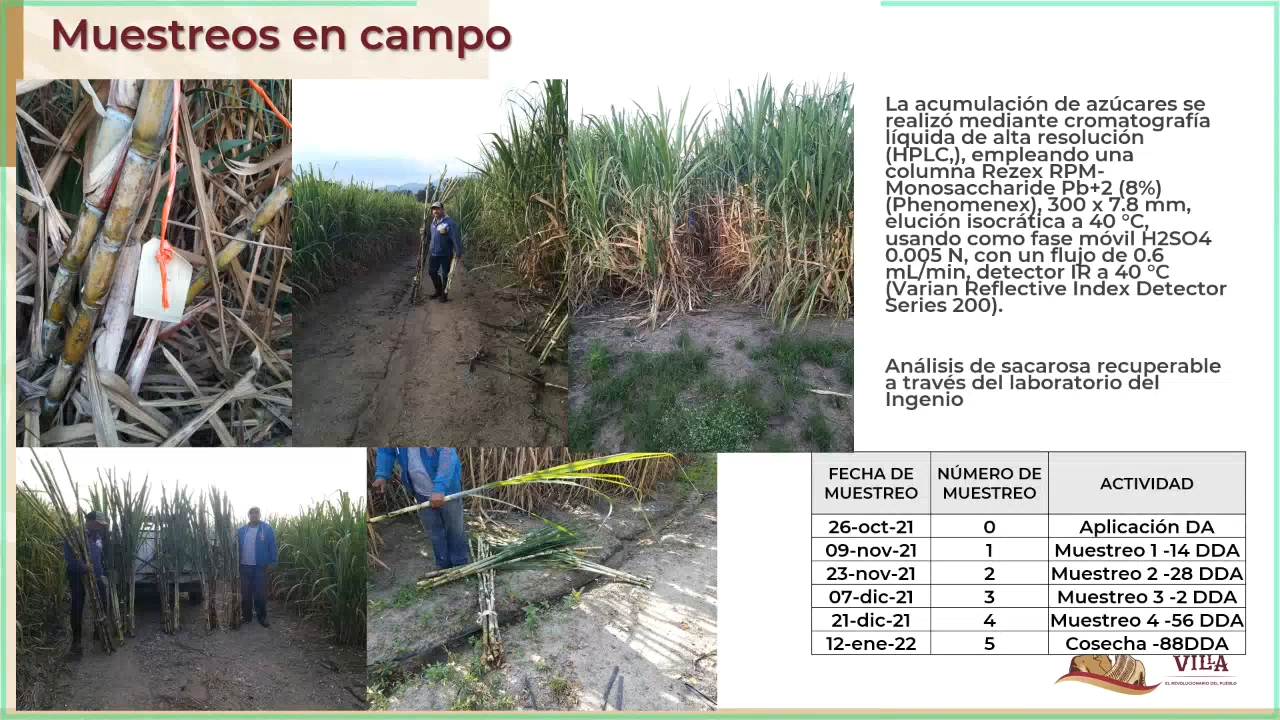 Muestreos en campo
La acumulación de azúcares se
realizó mediante cromatografía
líquida de alta resolución
(HPLC,), empleando una
columna Rezex RPM-
Monosaccharide Pb+2 (8%)
(Phenomenex), 300 x 7.8 mm,
elución isocrática a 40 °C,
usando como fase móvil H2SO4
0.005 N, con un flujo de 0.6
mL/min, detector IR a 40 °C
(Varian Reflective Index Detector
Series 200).
Análisis de sacarosa recuperable
a través del laboratorio del
Ingenio
FECHA DE MUESTREO NÚMERO DE MUESTREO ACTIVIDAD
26-oct-21 0 Aplicación DA
09-nov-21 1 Muestreo 1 -14 DDA
23-nov-21 2 Muestreo 2 -28 DDA
07-dic-21 3 Muestreo 3 -2 DDA
21-dic-21 4 Muestreo 4 -56 DDA
12-ene-22 5 Cosecha -88DDA
VILLA
EL REVOLUCIONARIO DEL PUEBLO